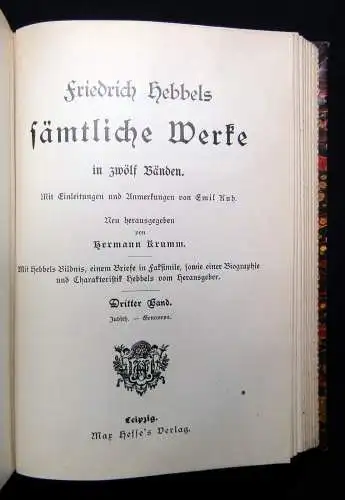 Friedrich Hebbels
sämtliche Werke
in zwölf Bänden.
Mit Einleitungen und Anmerkungen von Emil Kuh.
Neu herausgegeben
von
Hermann Krumm.
Mit Hebbels Bildnis, einem Briefe in Faksimile, sowie einer Biographie
und Charakteristik Hebbels vom Herausgeber.
Dritter Band.
Judith. — Genoveva.
Leipzig.
Max Hesse's Verlag.